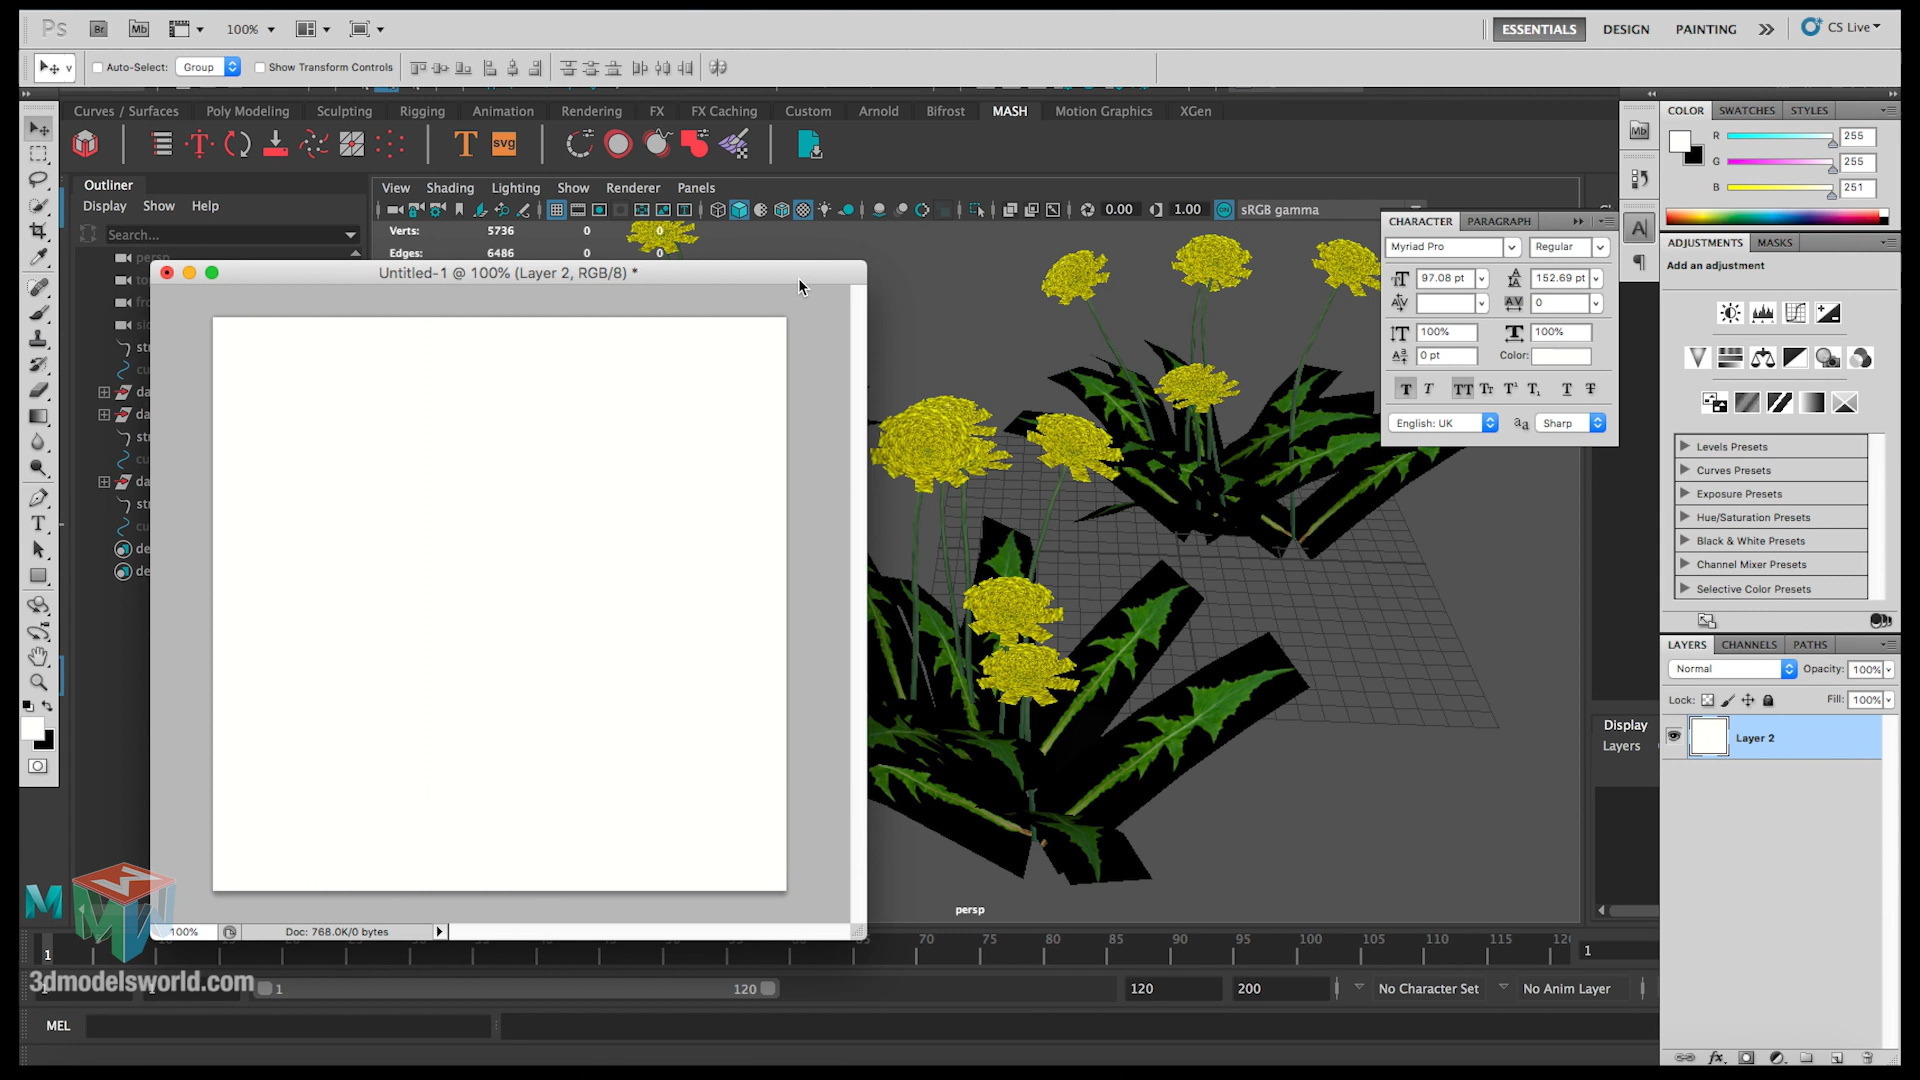 Ps Br Mb 100% ESSENTIALS DESIGN PAINTING CS Live
Auto-Select: Group Show Transform Controls
Curves / Surfaces Poly Modeling Sculpting Rigging Animation Rendering FX FX Caching Custom Arnold Bifrost MASH Motion Graphics XGen
T svg
Outliner
Display Show Help
Search...
View Shading Lighting Show Renderer Panels
0.00 1.00 sRGB gamma
Verts: 5736 0 0
Edges: 6486 0 0
persp
Untitled-1 @ 100% (Layer 2, RGB/8) *
100% Doc: 768.0K/0 bytes
persp
CHARACTER PARAGRAPH
Myriad Pro Regular
97.08 pt 152.69 pt
0
100% 100%
0 pt Color:
English: UK Sharp
COLOR SWATCHES STYLES
R 255
G 255
B 251
ADJUSTMENTS MASKS
Add an adjustment
Levels Presets
Curves Presets
Exposure Presets
Hue/Saturation Presets
Black & White Presets
Channel Mixer Presets
Selective Color Presets
LAYERS CHANNELS PATHS
Normal Opacity: 100%
Lock: Fill: 100%
Layer 2
Display
Layers
1 70 75 80 85 90 95 100 105 110 115 1
3dmodelsworld.com
1 120 120 200 No Character Set No Anim Layer
MEL